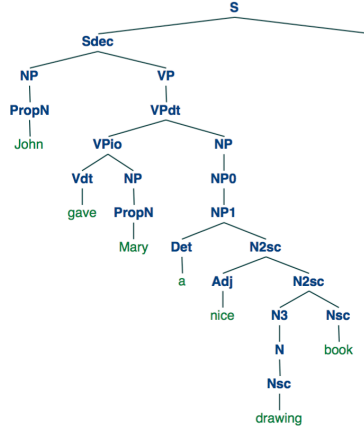 S
Sdec
NP VP
PropN VPdt
John VPio NP
Vdt NP NP0
gave PropN NP1
Mary Det N2sc
a Adj N2sc
nice N3 Nsc
N book
Nsc
drawing